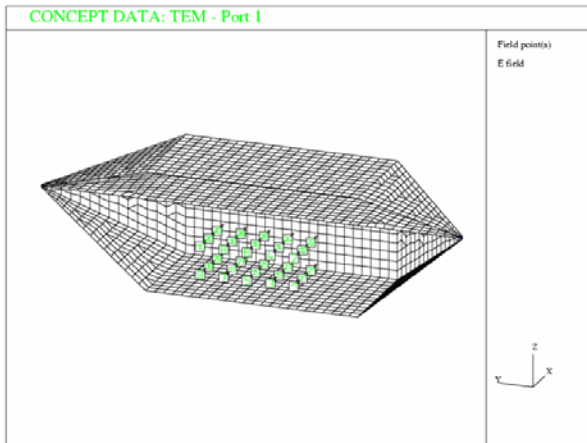 CONCEPT DATA: TEM - Port 1
Field point(s)
E field
Z
X
Y